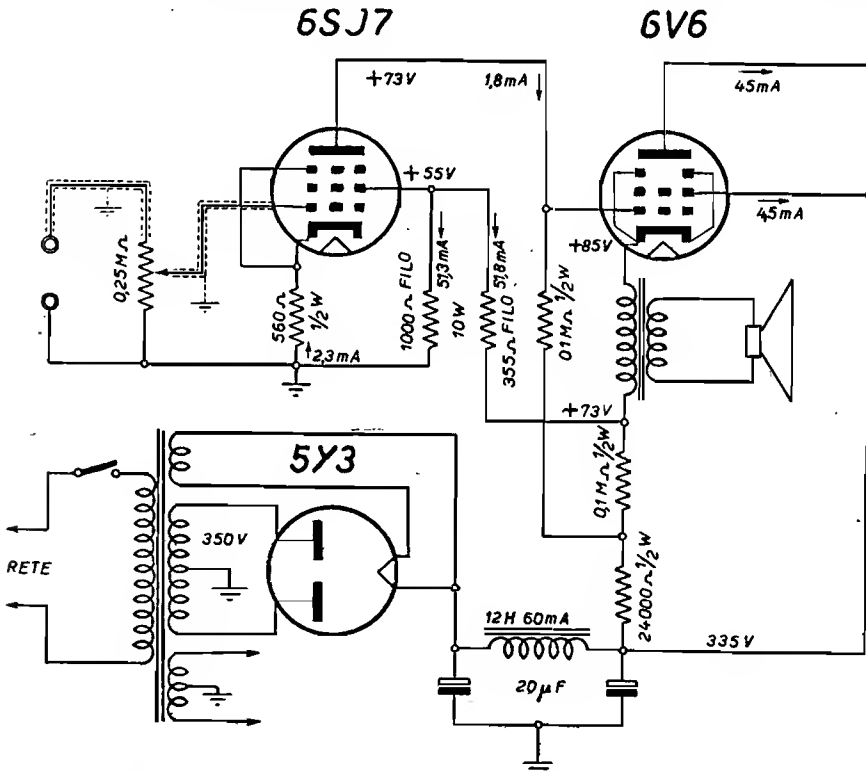 6SJ7
6V6
+73V
1,8mA
45mA
+55V
4,5mA
0,25MΩ
560Ω
1/2W
2,3mA
1000Ω FILO
10W
51,3mA
355Ω FILO
51,8mA
01MΩ 1/2W
+85V
+73V
5Y3
0,1MΩ 1/2W
350V
RETE
24000Ω 1/2W
12H 60mA
335V
20µF